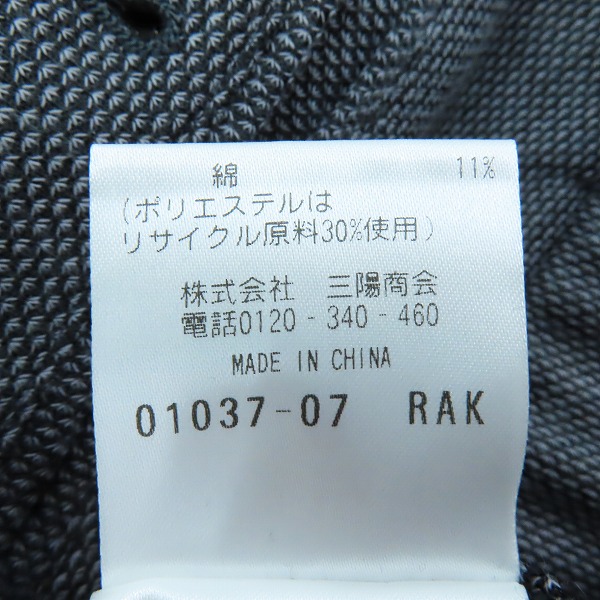 綿 11%
(ポリエステルは
リサイクル原料30%使用)
株式会社 三陽商会
電話0120-340-460
MADE IN CHINA
01037-07 RAK